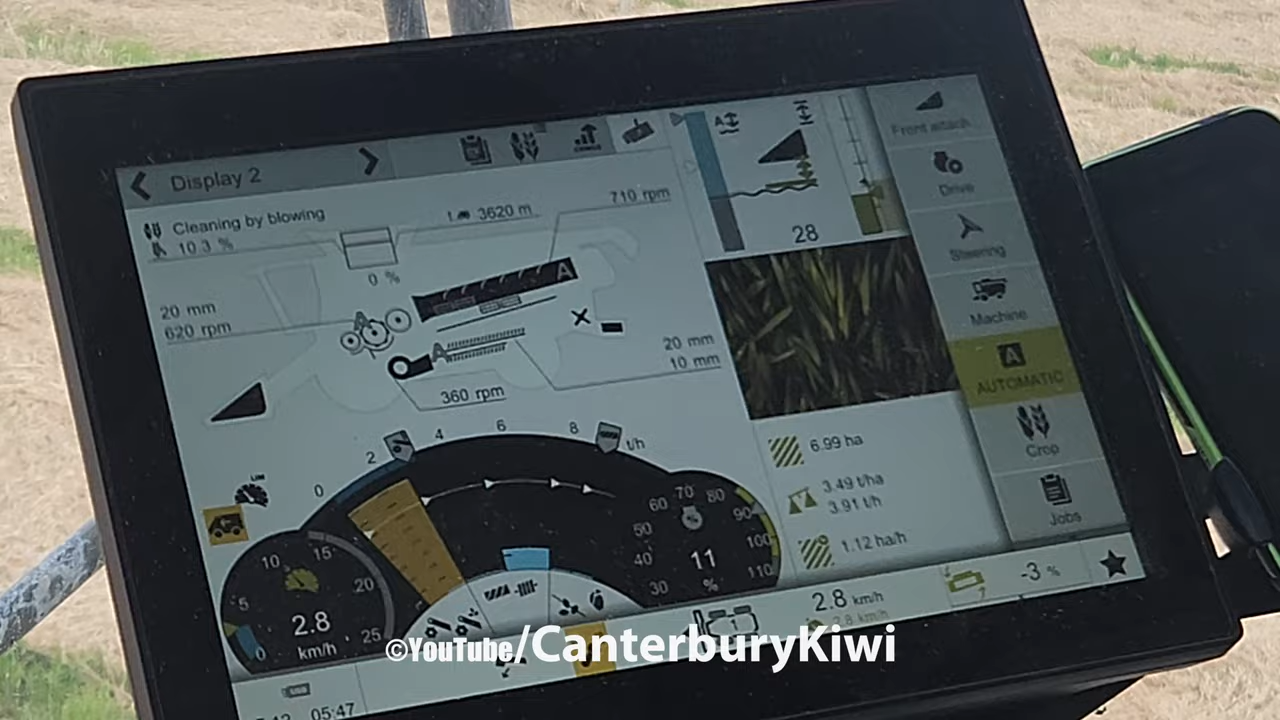 Display 2
Cleaning by blowing
10.3 %
3620 m
710 rpm
0 %
20 mm
620 rpm
A
A
A
20 mm
10 mm
360 rpm
A
28
Front attach
Drive
Steering
Machine
A
AUTOMATIC
Crop
Jobs
0 2 4 6 8 t/h
LIM
0 5 10 15 20 25
2.8
km/h
30 40 50 60 70 80 90 100 110
11
%
6.99 ha
3.49 t/ha
3.91 t/h
1.12 ha/h
1
2.8 km/h
-3 %
05:47
©YouTube/CanterburyKiwi